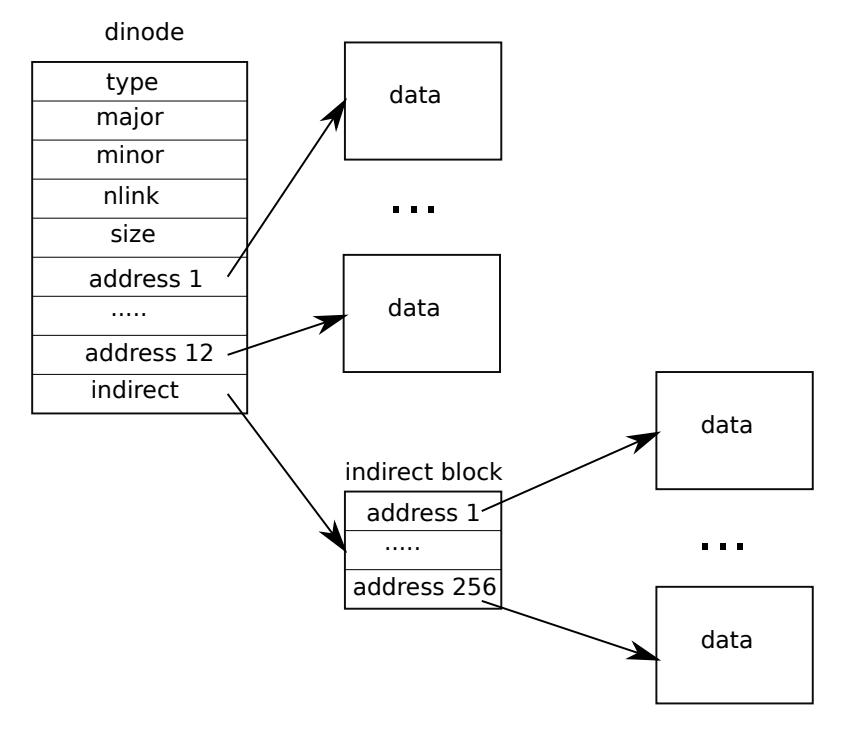 dinode
type
major
minor
nlink
size
address 1
.....
address 12
indirect
data
...
data
indirect block
address 1
.....
address 256
data
...
data